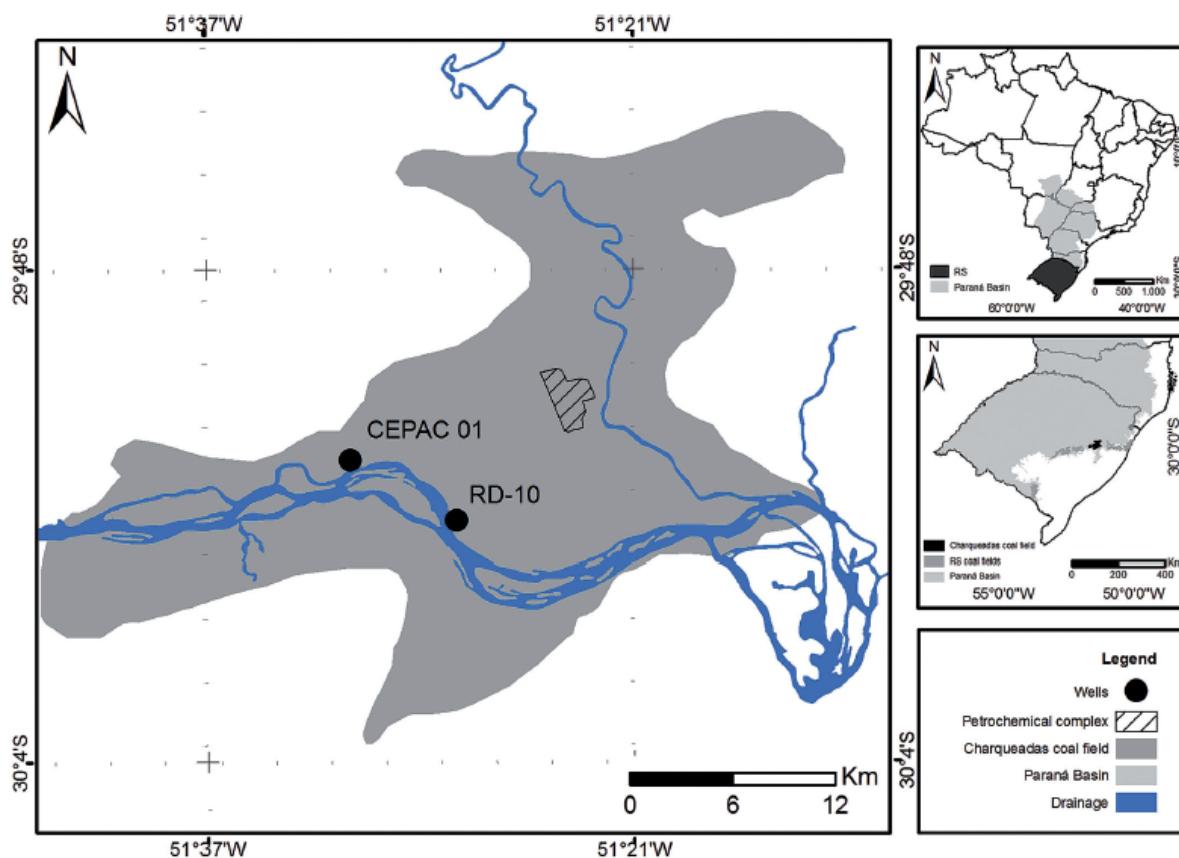 51°37'W
51°21'W
N
29°48'S
29°48'S
CEPAC 01
RD-10
30°4'S
30°4'S
Km
0
6
12
51°37'W
51°21'W
N
RS
Paraná Basin
Km
0
500
1.000
60°0'0"W
40°0'0"W
N
30°0'0"S
Charqueadas coal field
RS coal fields
Paraná Basin
Km
0
200
400
55°0'0"W
50°0'0"W
Legend
Wells
Petrochemical complex
Charqueadas coal field
Paraná Basin
Drainage